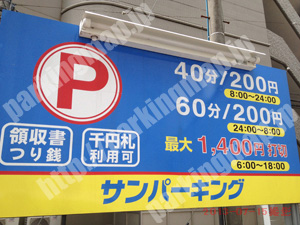 P
40分/200円
8:00～24:00
60分/200円
24:00～8:00
最大 1,400円 打切
6:00～18:00
領収書
つり銭
千円札
利用可
サンパーキング